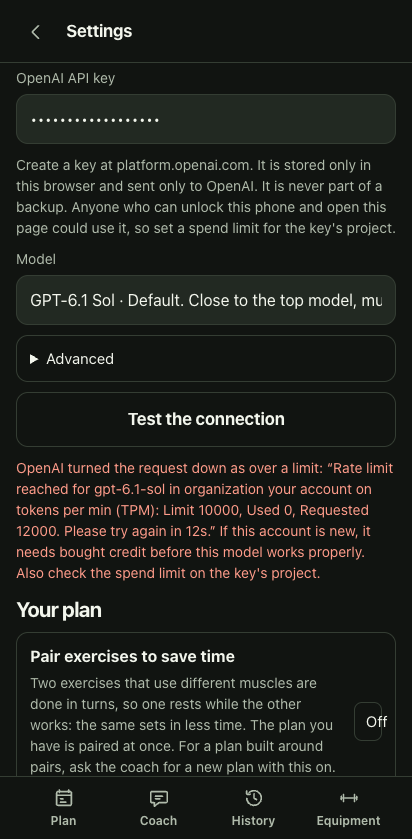 Settings
OpenAI API key
••••••••••••••••••
Create a key at platform.openai.com. It is stored only in
this browser and sent only to OpenAI. It is never part of a
backup. Anyone who can unlock this phone and open this
page could use it, so set a spend limit for the key's project.
Model
GPT-6.1 Sol · Default. Close to the top model, mu
Advanced
Test the connection
OpenAI turned the request down as over a limit: “Rate limit
reached for gpt-6.1-sol in organization your account on
tokens per min (TPM): Limit 10000, Used 0, Requested
12000. Please try again in 12s.” If this account is new, it
needs bought credit before this model works properly.
Also check the spend limit on the key's project.
Your plan
Pair exercises to save time
Two exercises that use different muscles are
done in turns, so one rests while the other
works: the same sets in less time. The plan you
have is paired at once. For a plan built around
pairs, ask the coach for a new plan with this on.
Off
Plan
Coach
History
Equipment